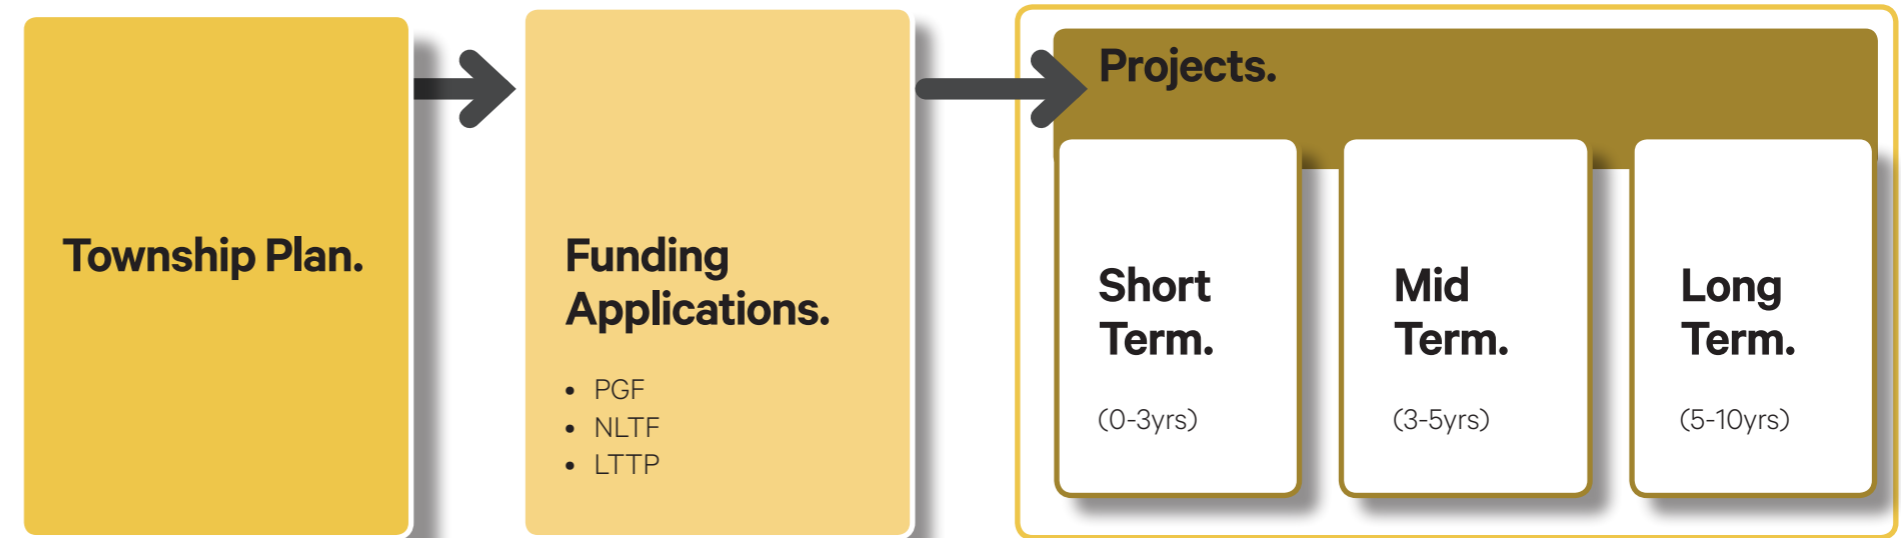 Township Plan.
Funding
Applications.
• PGF
• NLTF
• LTTP
Projects.
Short
Term.
(0-3yrs)
Mid
Term.
(3-5yrs)
Long
Term.
(5-10yrs)